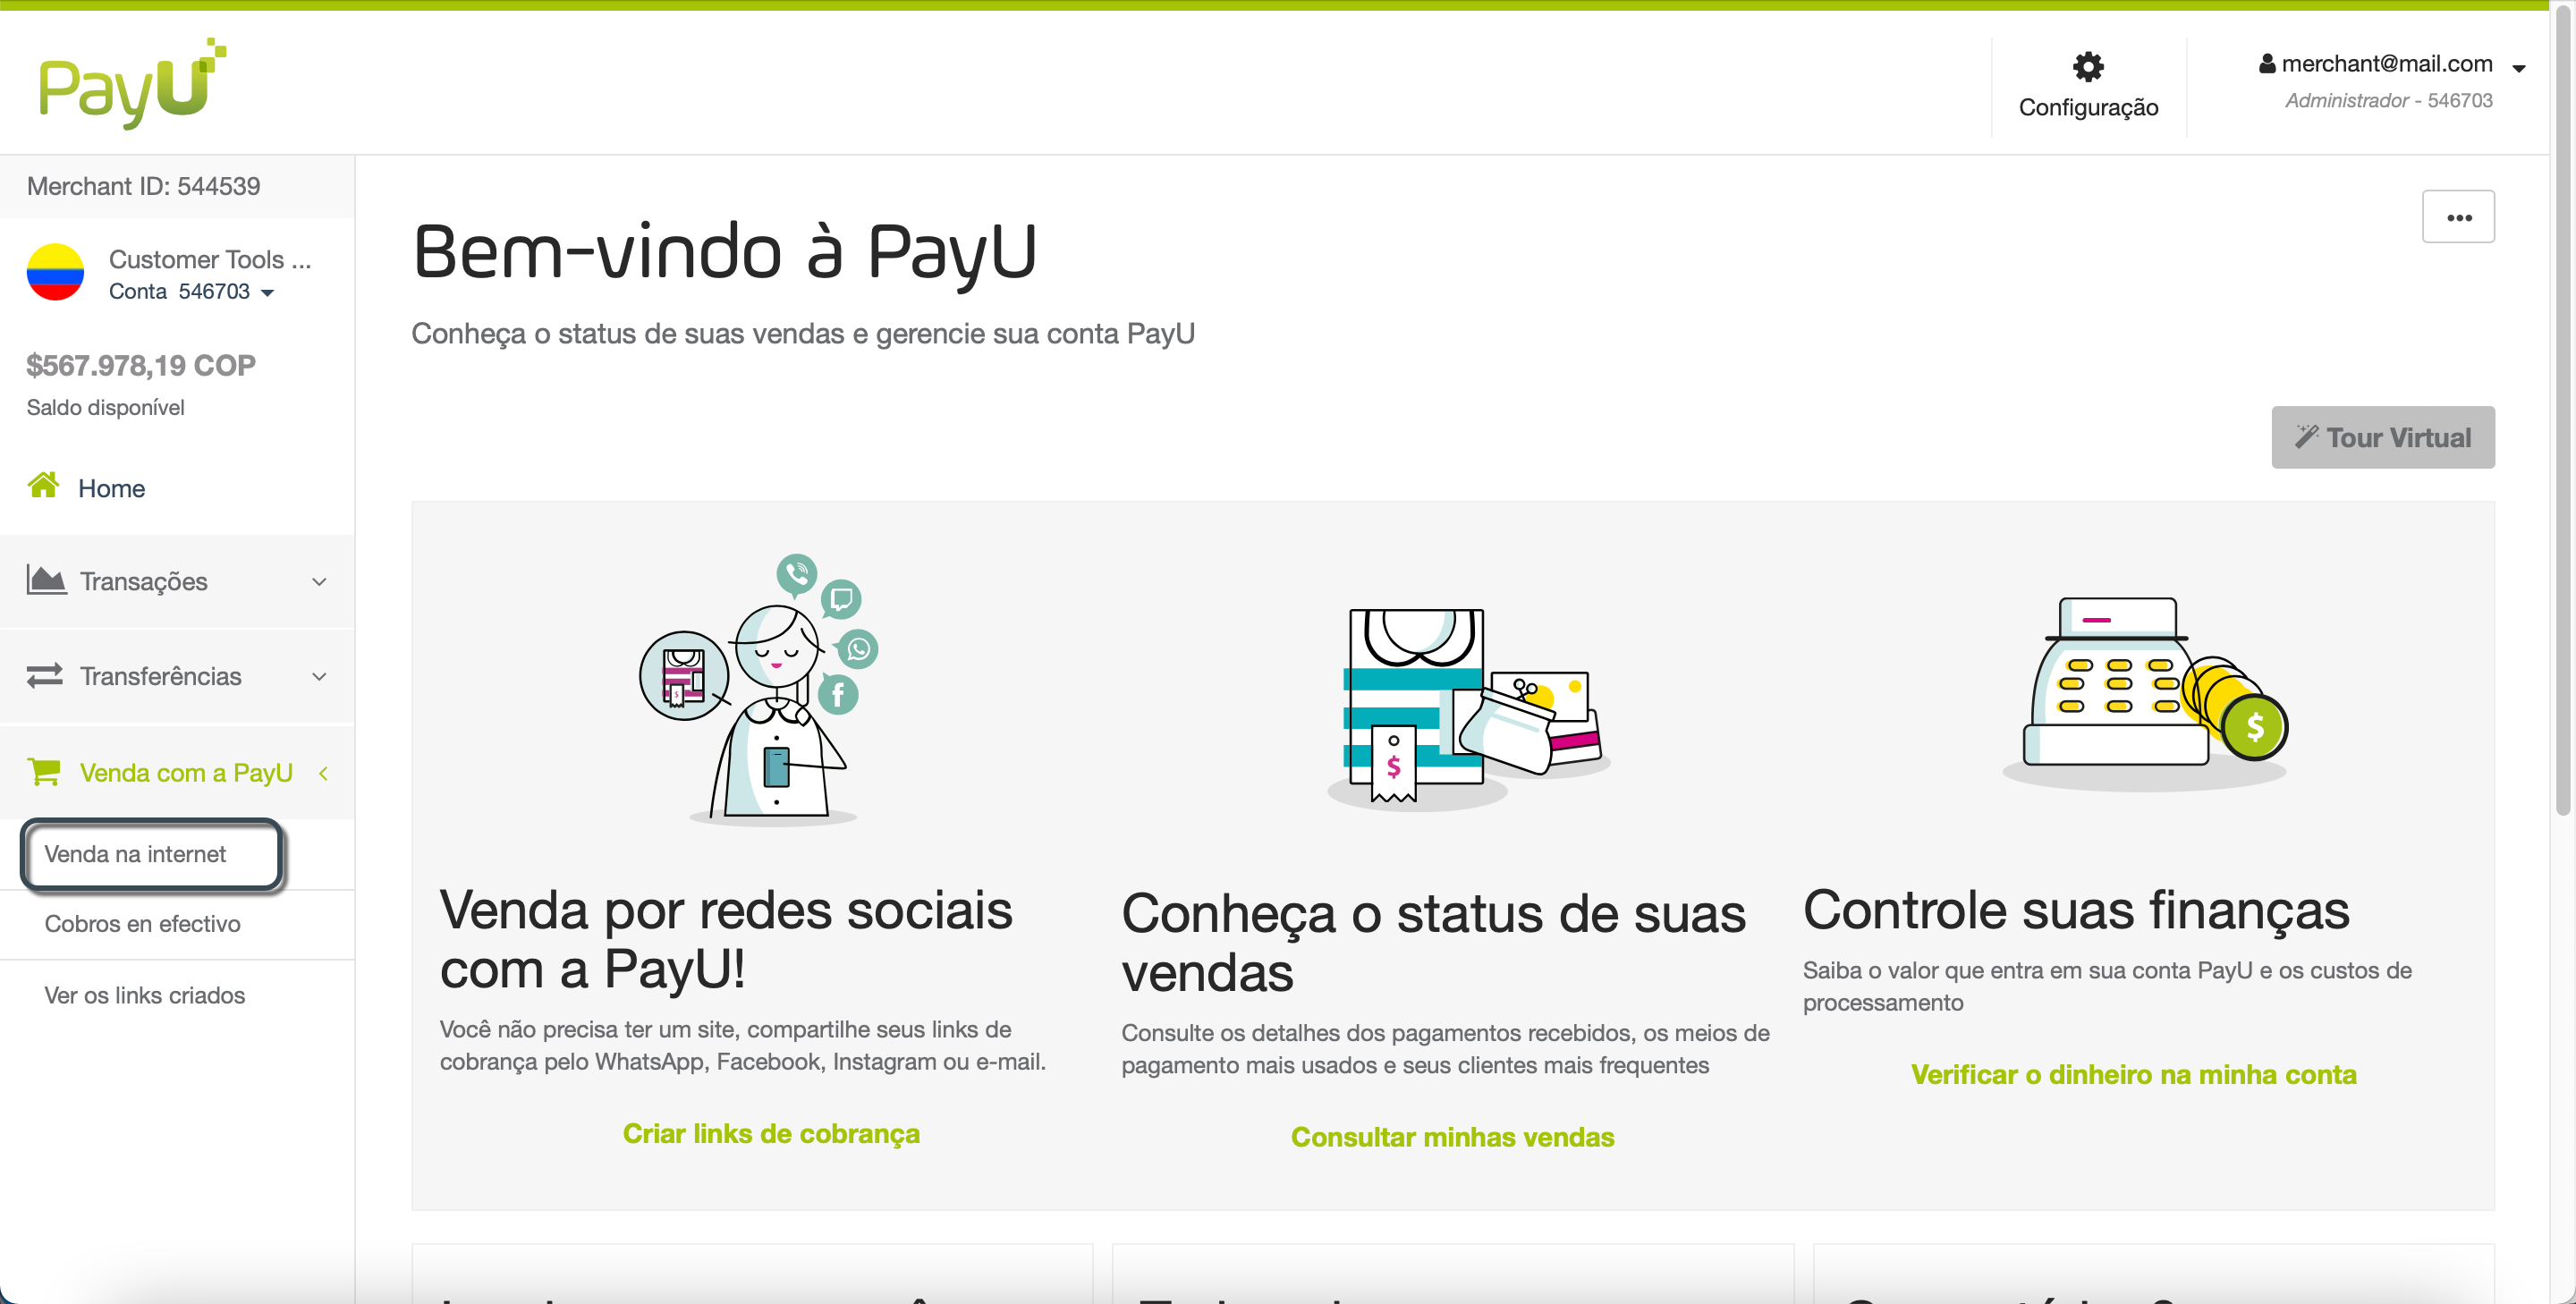 PayU
Configuração
merchant@mail.com
Administrador - 546703
Merchant ID: 544539
Customer Tools ...
Conta 546703
$567.978,19 COP
Saldo disponível
Home
Transações
Transferências
Venda com a PayU
Venda na internet
Cobros en efectivo
Ver os links criados
Bem-vindo à PayU
Conheça o status de suas vendas e gerencie sua conta PayU
Tour Virtual
Venda por redes sociais
com a PayU!
Você não precisa ter um site, compartilhe seus links de
cobrança pelo WhatsApp, Facebook, Instagram ou e-mail.
Criar links de cobrança
Conheça o status de suas
vendas
Consulte os detalhes dos pagamentos recebidos, os meios de
pagamento mais usados e seus clientes mais frequentes
Consultar minhas vendas
Controle suas finanças
Saiba o valor que entra em sua conta PayU e os custos de
processamento
Verificar o dinheiro na minha conta